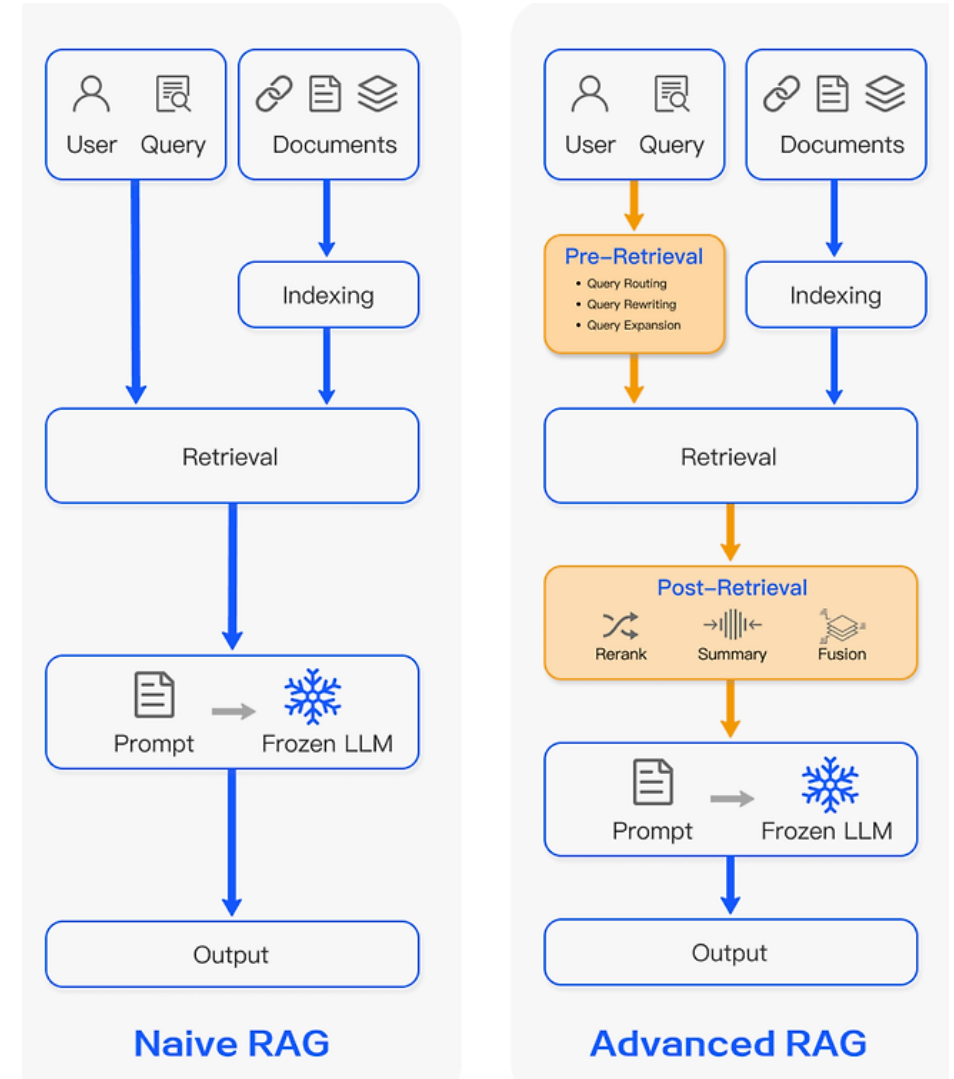 User Query
Documents
Indexing
Retrieval
Prompt
Frozen LLM
Output
Naive RAG
User Query
Documents
Pre-Retrieval
• Query Routing
• Query Rewriting
• Query Expansion
Indexing
Retrieval
Post-Retrieval
Rerank
Summary
Fusion
Prompt
Frozen LLM
Output
Advanced RAG